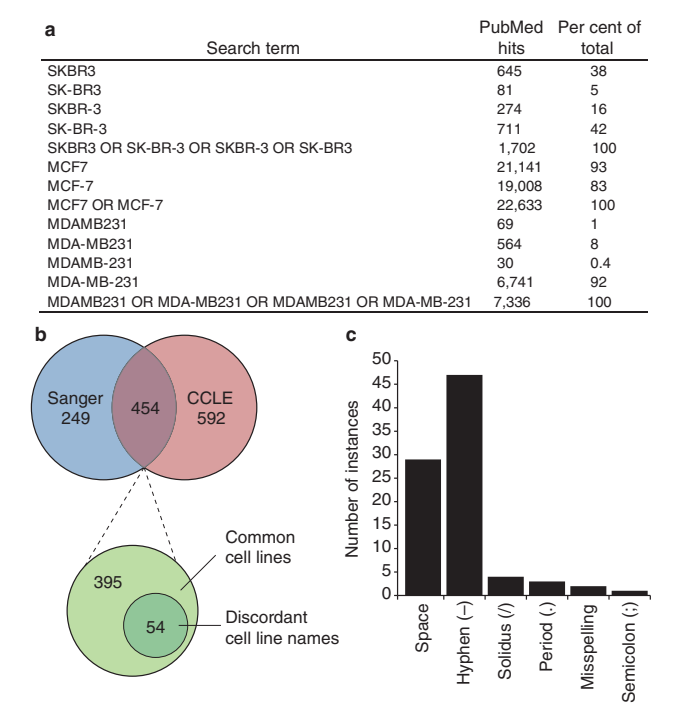 a
Search term PubMed hits Per cent of total
SKBR3 645 38
SK-BR3 81 5
SKBR-3 274 16
SK-BR-3 711 42
SKBR3 OR SK-BR-3 OR SKBR-3 OR SK-BR3 1,702 100
MCF7 21,141 93
MCF-7 19,008 83
MCF7 OR MCF-7 22,633 100
MDAMB231 69 1
MDA-MB231 564 8
MDAMB-231 30 0.4
MDA-MB-231 6,741 92
MDAMB231 OR MDA-MB231 OR MDAMB231 OR MDA-MB-231 7,336 100
b
Sanger
249
454
CCLE
592
395
54
Common
cell lines
Discordant
cell line names
c
Number of instances
50
45
40
35
30
25
20
15
10
5
0
Space
Hyphen (–)
Solidus (/)
Period (.)
Misspelling
Semicolon (;)